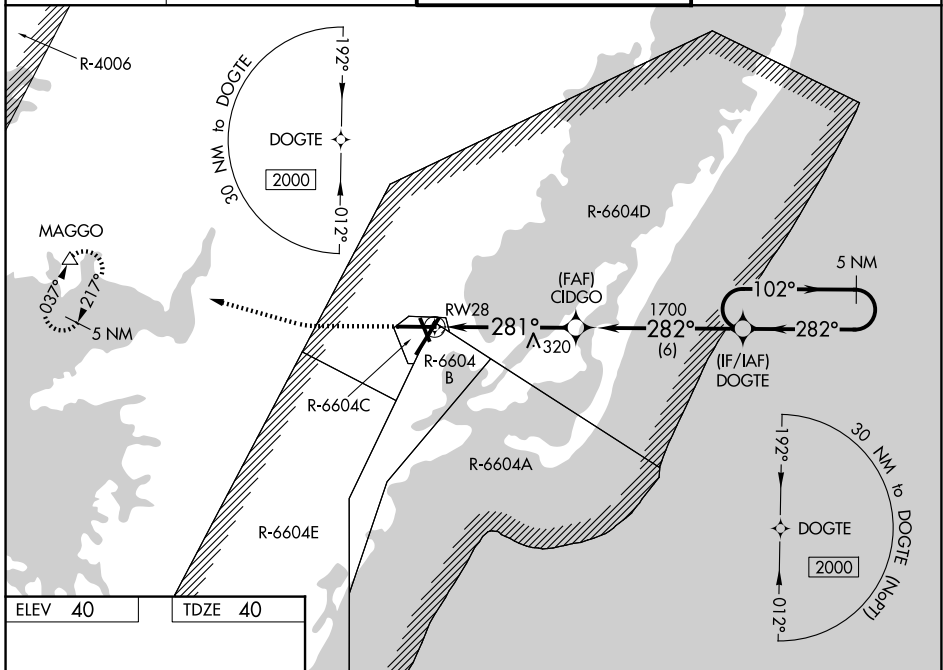 R-4006
30 NM to DOGTE
192°
DOGTE
2000
012°
R-6604D
MAGGO
037°
217°
5 NM
(FAF)
CIDGO
RW28
281°
320
1700
282°
(6)
102°
5 NM
282°
(IF/IAF)
DOGTE
R-6604
B
R-6604C
R-6604A
R-6604E
192°
30 NM to DOGTE (NoPT)
DOGTE
2000
012°
ELEV 40
TDZE 40